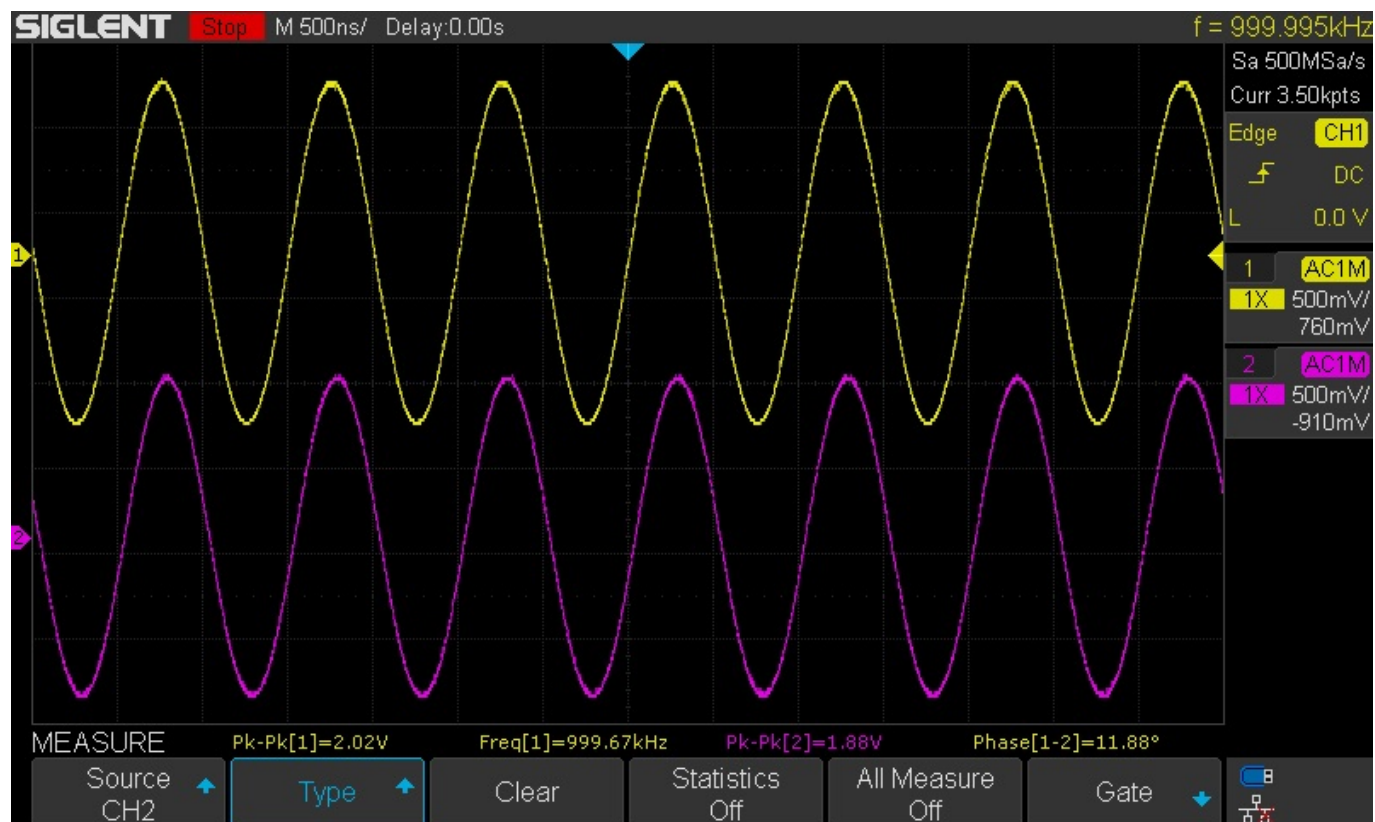 SIGLENT Stop M 500ns/ Delay:0.00s f = 999.995kHz
Sa 500MSa/s
Curr 3.50kpts
Edge CH1
DC
L 0.0 V
1 AC1M
1X 500mV/
760mV
2 AC1M
1X 500mV/
-910mV
1
2
MEASURE Pk-Pk[1]=2.02V Freq[1]=999.67kHz Pk-Pk[2]=1.88V Phase[1-2]=11.88°
Source
CH2
Type
Clear
Statistics
Off
All Measure
Off
Gate